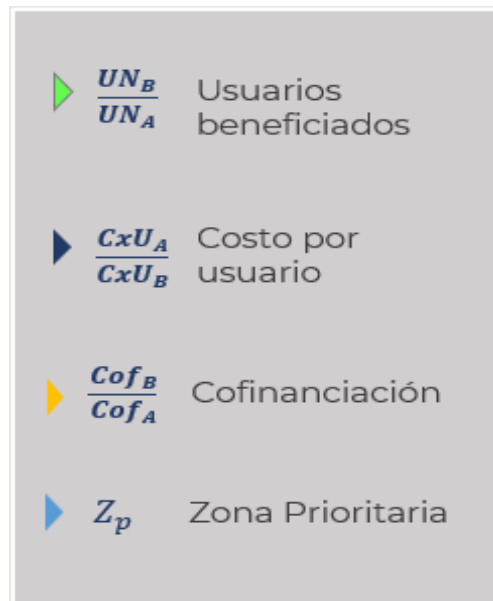 UN_B / UN_A Usuarios
beneficiados
CxU_A / CxU_B Costo por
usuario
Cof_B / Cof_A Cofinanciación
Z_p Zona Prioritaria